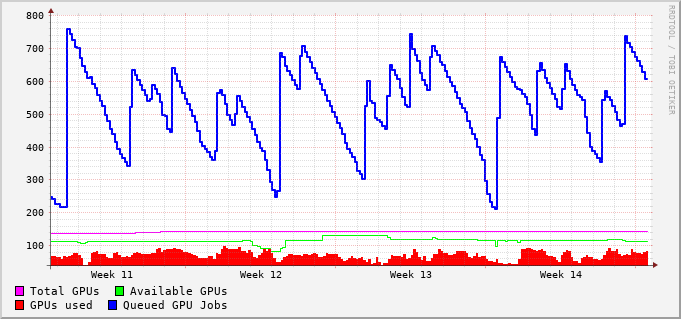 800
700
600
500
400
300
200
100
Week 11 Week 12 Week 13 Week 14
Total GPUs Available GPUs
GPUs used Queued GPU Jobs
RRDTOOL / TOBI OETIKER